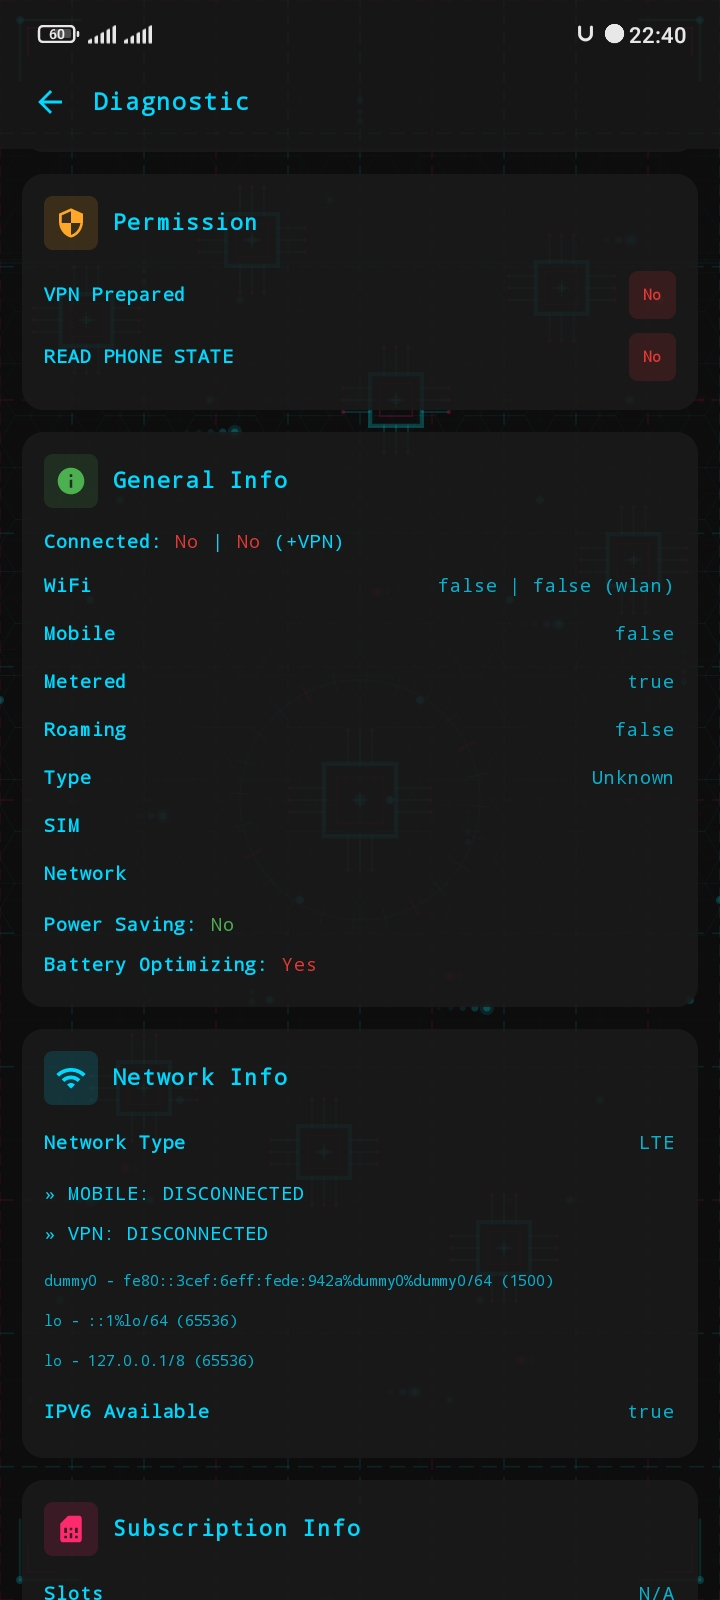 60
22:40
Diagnostic
Permission
VPN Prepared No
READ PHONE STATE No
General Info
Connected: No | No (+VPN)
WiFi false | false (wlan)
Mobile false
Metered true
Roaming false
Type Unknown
SIM
Network
Power Saving: No
Battery Optimizing: Yes
Network Info
Network Type LTE
» MOBILE: DISCONNECTED
» VPN: DISCONNECTED
dummy0 - fe80::3cef:6eff:fede:942a%dummy0%dummy0/64 (1500)
lo - ::1%lo/64 (65536)
lo - 127.0.0.1/8 (65536)
IPV6 Available true
Subscription Info
Slots N/A